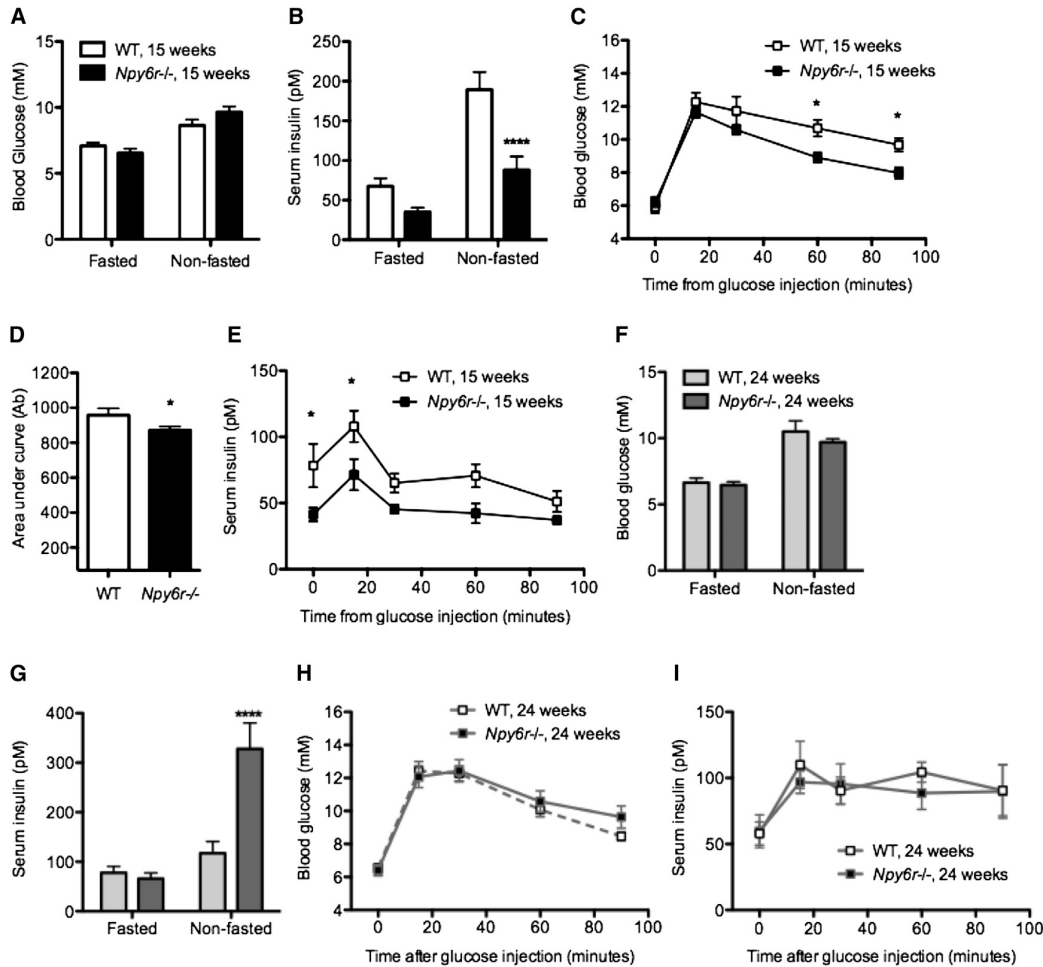 A
Blood Glucose (mM)
15
10
5
0
WT, 15 weeks
Npy6r-/-, 15 weeks
Fasted
Non-fasted
B
Serum insulin (pM)
250
200
150
100
50
0
****
Fasted
Non-fasted
C
Blood glucose (mM)
16
14
12
10
8
6
4
WT, 15 weeks
Npy6r-/-, 15 weeks
*
*
0 20 40 60 80 100
Time from glucose injection (minutes)
D
Area under curve (Ab)
1200
1000
800
600
400
200
*
WT
Npy6r-/-
E
Serum insulin (pM)
150
100
50
0
WT, 15 weeks
Npy6r-/-, 15 weeks
*
*
0 20 40 60 80 100
Time from glucose injection (minutes)
F
Blood glucose (mM)
15
10
5
0
WT, 24 weeks
Npy6r-/-, 24 weeks
Fasted
Non-fasted
G
Serum insulin (pM)
400
300
200
100
0
****
Fasted
Non-fasted
H
Blood glucose (mM)
16
14
12
10
8
6
4
WT, 24 weeks
Npy6r-/-, 24 weeks
0 20 40 60 80 100
Time after glucose injection (minutes)
I
Serum insulin (pM)
150
100
50
0
WT, 24 weeks
Npy6r-/-, 24 weeks
0 20 40 60 80 100
Time after glucose injection (minutes)